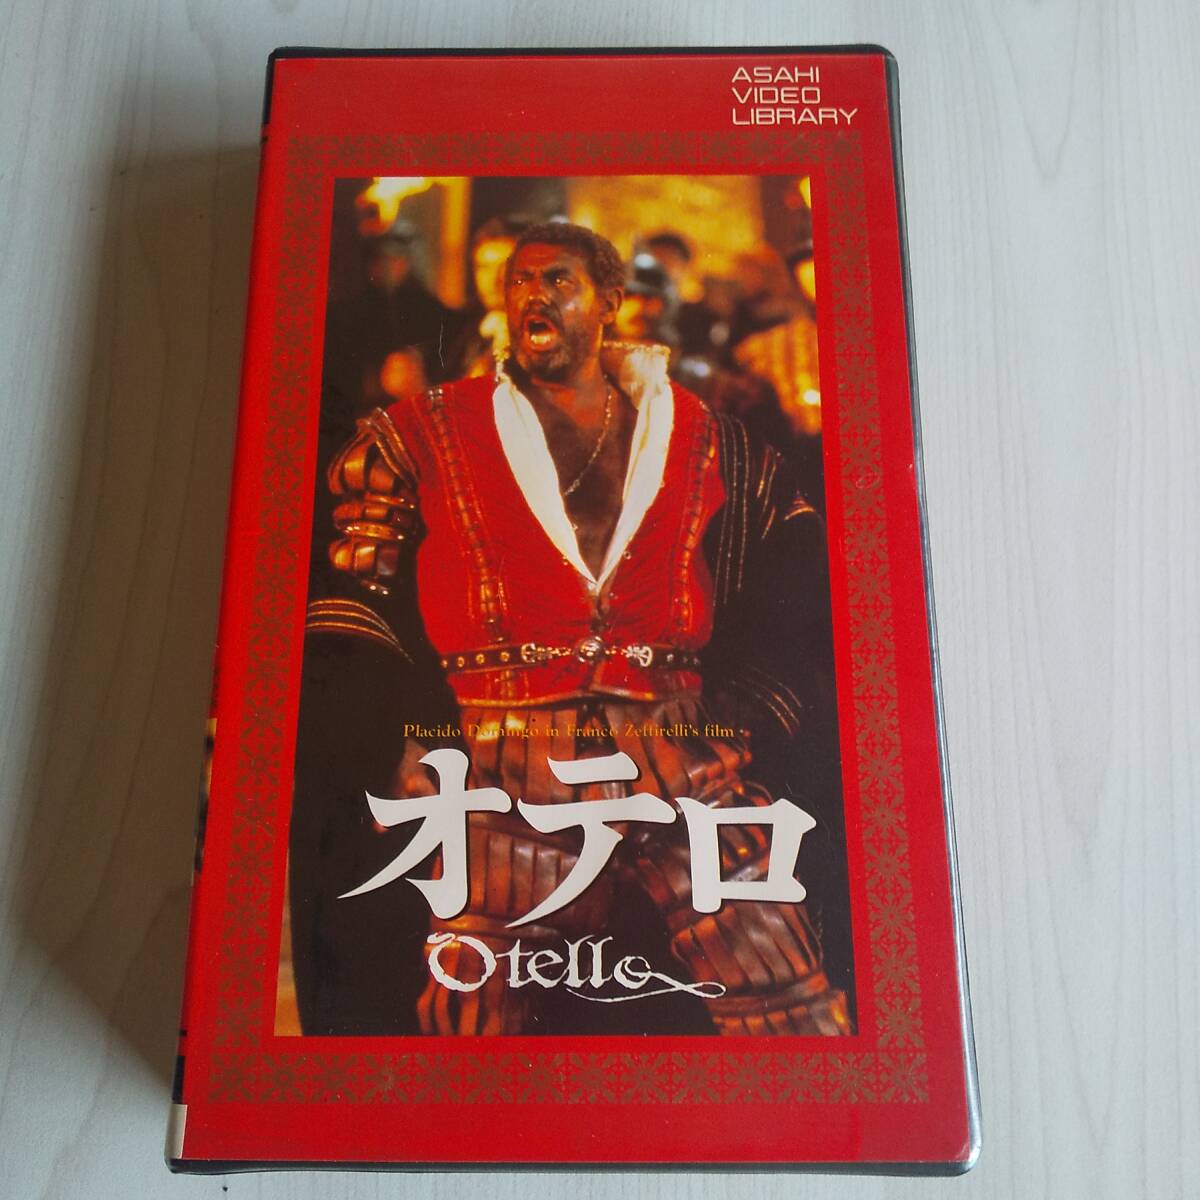 ASAHI
VIDEO
LIBRARY
Placido Domingo in Franco Zeffirelli's film
オテロ
Otello